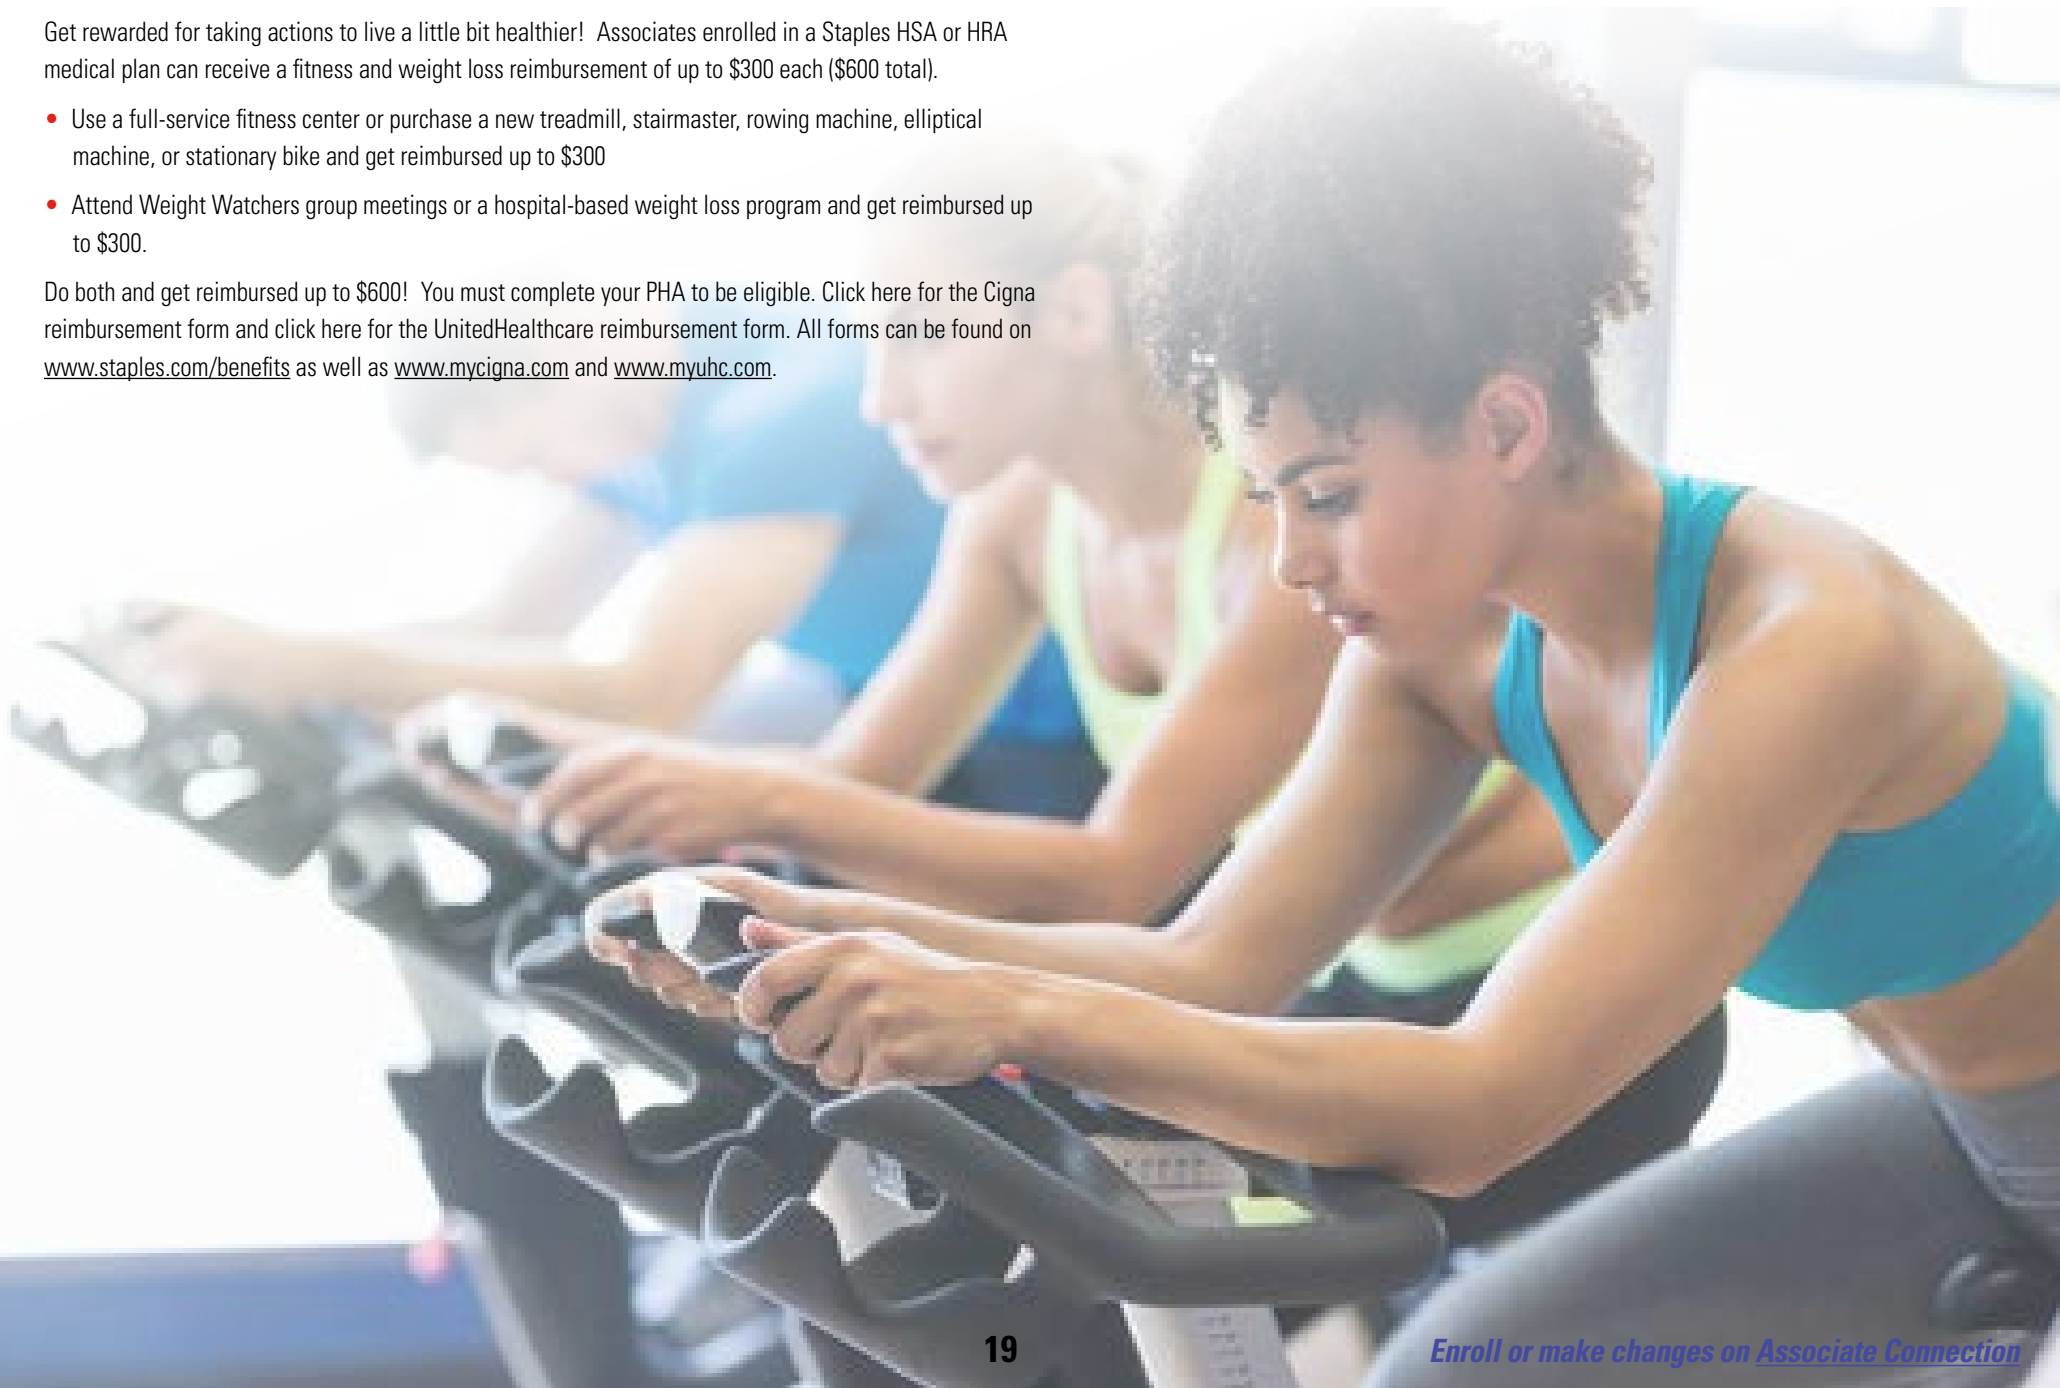 Get rewarded for taking actions to live a little bit healthier! Associates enrolled in a Staples HSA or HRA
medical plan can receive a fitness and weight loss reimbursement of up to $300 each ($600 total).
• Use a full-service fitness center or purchase a new treadmill, stairmaster, rowing machine, elliptical
machine, or stationary bike and get reimbursed up to $300
• Attend Weight Watchers group meetings or a hospital-based weight loss program and get reimbursed up
to $300.
Do both and get reimbursed up to $600! You must complete your PHA to be eligible. Click here for the Cigna
reimbursement form and click here for the UnitedHealthcare reimbursement form. All forms can be found on
www.staples.com/benefits as well as www.mycigna.com and www.myuhc.com.
19
Enroll or make changes on Associate Connection